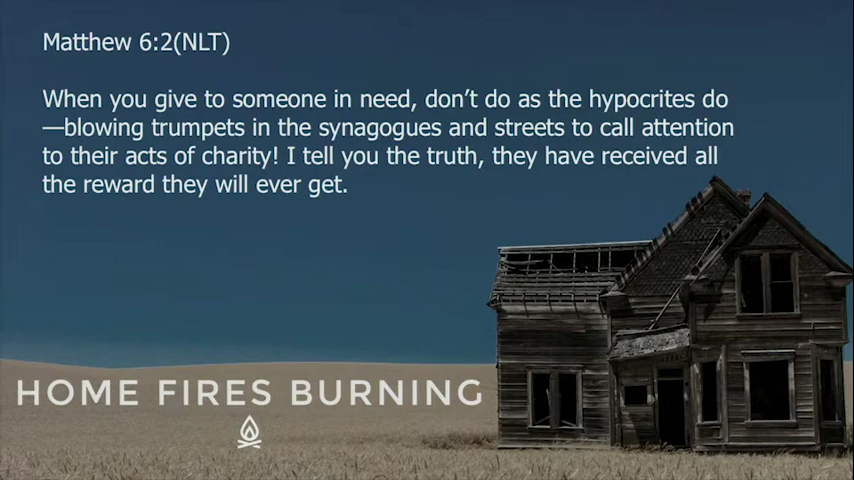 Matthew 6:2(NLT)
When you give to someone in need, don't do as the hypocrites do
—blowing trumpets in the synagogues and streets to call attention
to their acts of charity! I tell you the truth, they have received all
the reward they will ever get.
HOME FIRES BURNING